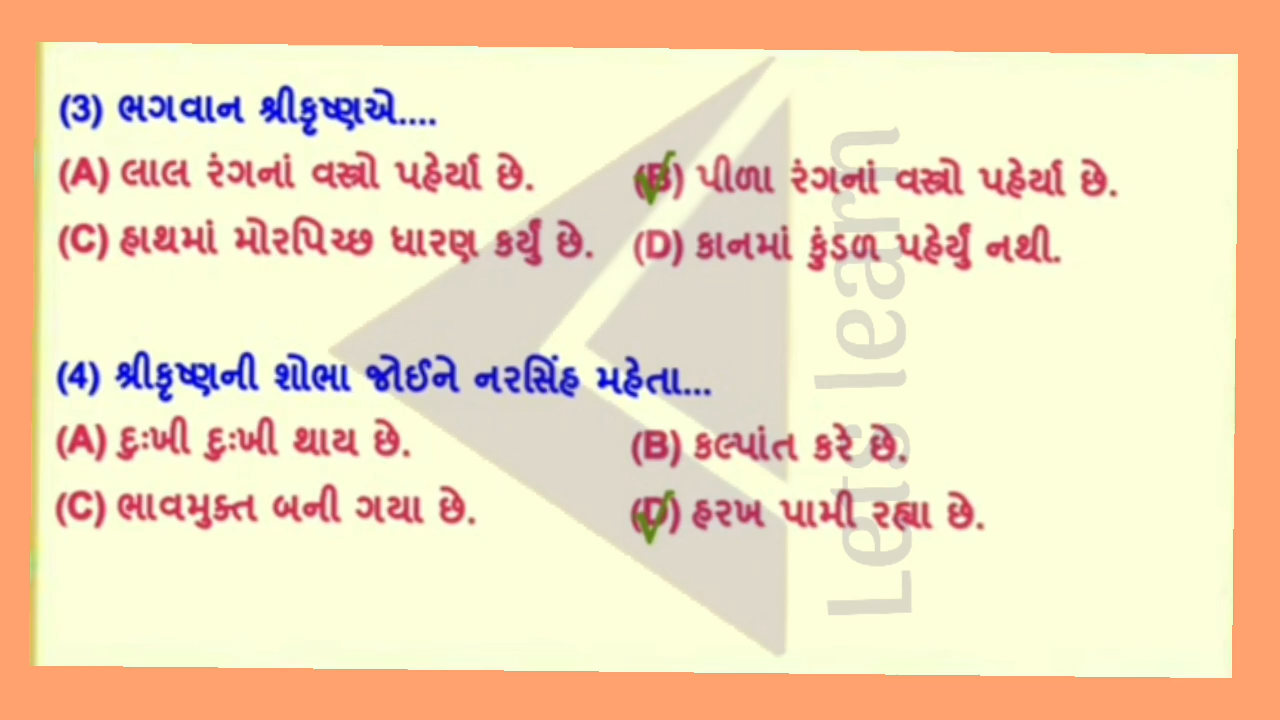 (3) ભગવાન શ્રીકૃષ્ણએ....
(A) લાલ રંગનાં વસ્ત્રો પહેર્યાં છે. (B) પીળા રંગનાં વસ્ત્રો પહેર્યાં છે.
(C) હાથમાં મોરપિચ્છ ધારણ કર્યું છે. (D) કાનમાં કુંડળ પહેર્યું નથી.
(4) શ્રીકૃષ્ણની શોભા જોઈને નરસિંહ મહેતા...
(A) દુઃખી દુઃખી થાય છે. (B) કલ્પાંત કરે છે.
(C) ભાવમુક્ત બની ગયા છે. (D) હરખ પામી રહ્યા છે.
Lets learn